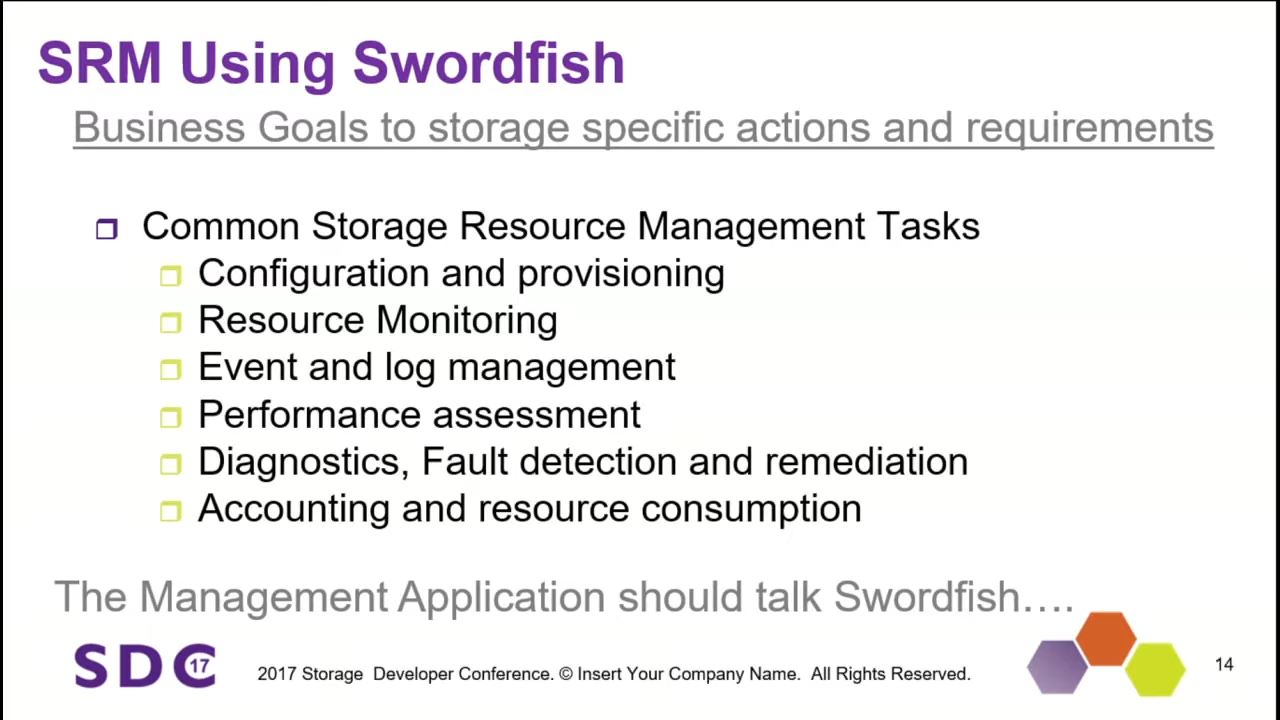 SRM Using Swordfish
Business Goals to storage specific actions and requirements
Common Storage Resource Management Tasks
Configuration and provisioning
Resource Monitoring
Event and log management
Performance assessment
Diagnostics, Fault detection and remediation
Accounting and resource consumption
The Management Application should talk Swordfish….
SDC 17
2017 Storage Developer Conference. © Insert Your Company Name. All Rights Reserved.
14